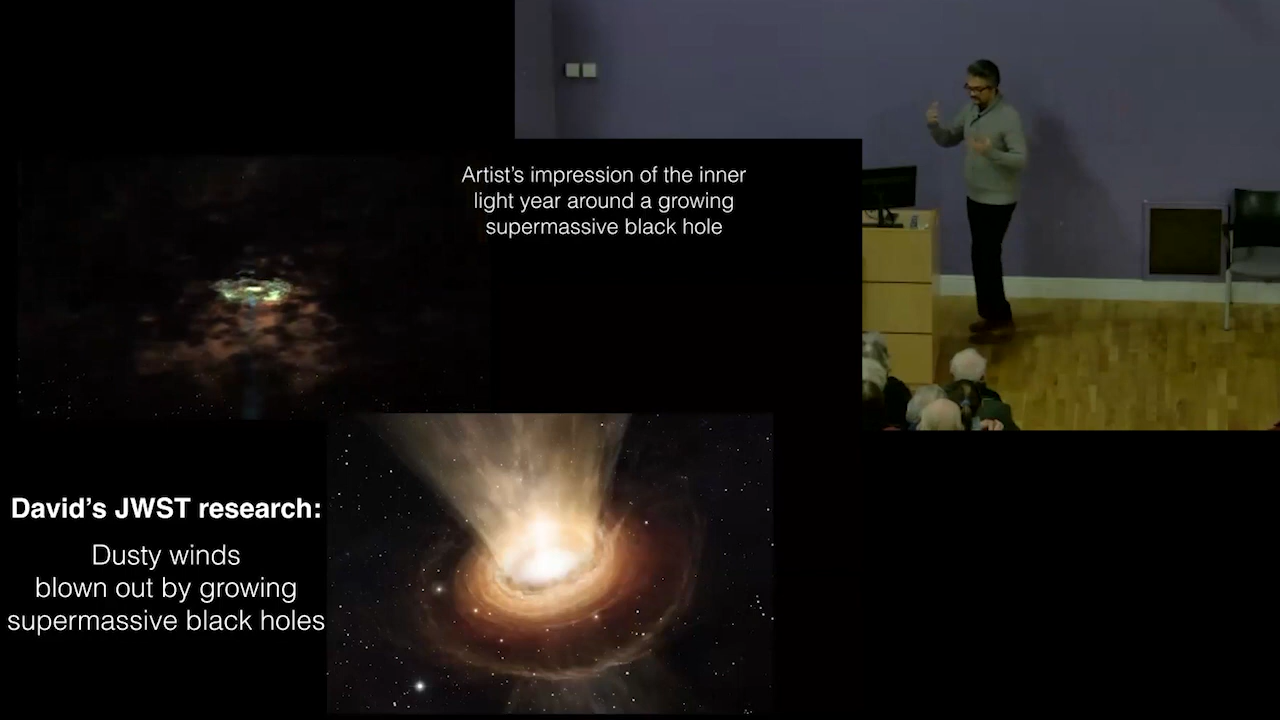 Artist's impression of the inner
light year around a growing
supermassive black hole
David's JWST research:
Dusty winds
blown out by growing
supermassive black holes